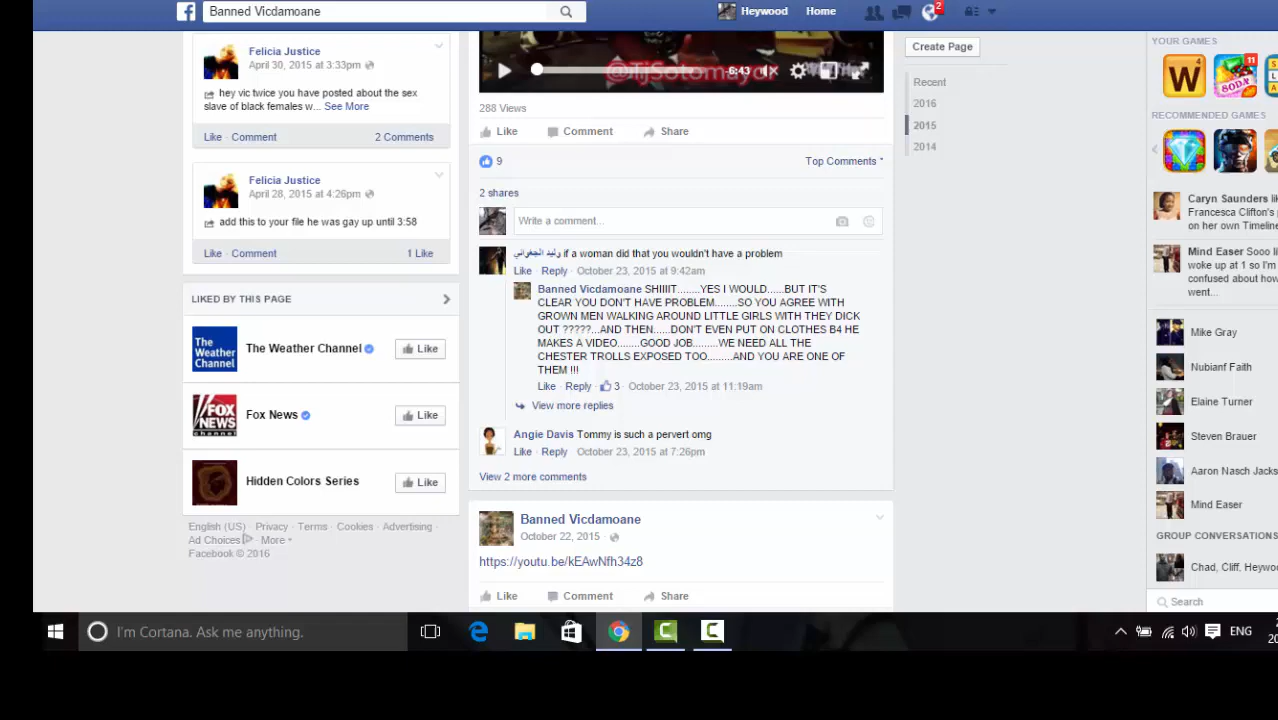 Banned Vicdamoane
Heywood
Home
2
Felicia Justice
April 30, 2015 at 3:33pm
hey vic twice you have posted about the sex
slave of black females w... See More
Like · Comment
2 Comments
Felicia Justice
April 28, 2015 at 4:26pm
add this to your file he was gay up until 3:58
Like · Comment
1 Like
LIKED BY THIS PAGE
The Weather Channel
Like
Fox News
Like
Hidden Colors Series
Like
English (US) · Privacy · Terms · Cookies · Advertising ·
Ad Choices · More
Facebook © 2016
@TjSotomayor
-6:43
288 Views
Like
Comment
Share
9
Top Comments
2 shares
Write a comment...
وليد الجغواني if a woman did that you wouldn't have a problem
Like · Reply · October 23, 2015 at 9:42am
Banned Vicdamoane SHIIIIT........YES I WOULD......BUT IT'S
CLEAR YOU DON'T HAVE PROBLEM.......SO YOU AGREE WITH
GROWN MEN WALKING AROUND LITTLE GIRLS WITH THEY DICK
OUT ?????...AND THEN......DON'T EVEN PUT ON CLOTHES B4 HE
MAKES A VIDEO.......GOOD JOB........WE NEED ALL THE
CHESTER TROLLS EXPOSED TOO.........AND YOU ARE ONE OF
THEM !!!
Like · Reply · 3 · October 23, 2015 at 11:19am
View more replies
Angie Davis Tommy is such a pervert omg
Like · Reply · October 23, 2015 at 7:26pm
View 2 more comments
Banned Vicdamoane
October 22, 2015 ·
https://youtu.be/kEAwNfh34z8
Like
Comment
Share
Create Page
Recent
2016
2015
2014
YOUR GAMES
W
SODA
11
RECOMMENDED GAMES
Caryn Saunders
Francesca Clifton's
on her own Timeline
Mind Easer Sooo
woke up at 1 so I'm
confused about how
went...
Mike Gray
Nubianf Faith
Elaine Turner
Steven Brauer
Aaron Nasch Jacks
Mind Easer
GROUP CONVERSATIONS
Chad, Cliff, Heywo
Search
I'm Cortana. Ask me anything.
ENG